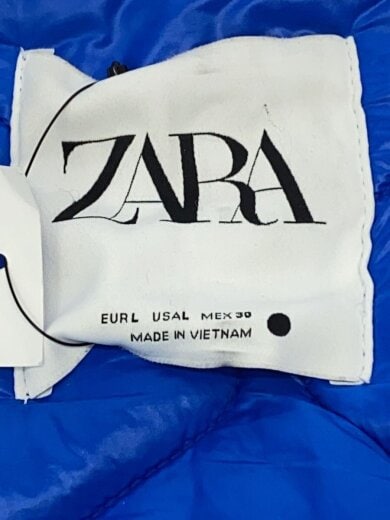 ZARA
EUR L USA L MEX 30
MADE IN VIETNAM